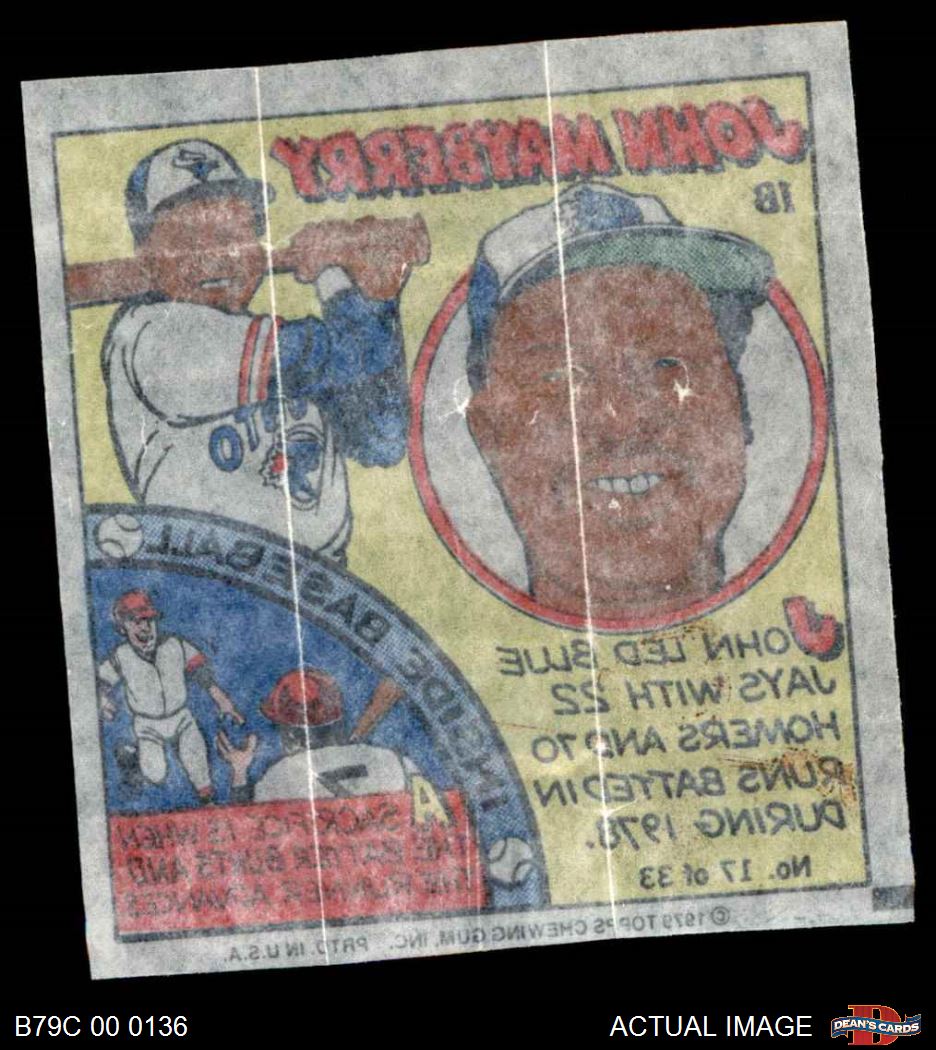 JOHN MAYBERRY
1B
OTTO
INSIDE BASEBALL
JOHN LED BLUE
JAYS WITH 22
HOMERS AND 70
RUNS BATTED IN
DURING 1978.
7
A SACRIFICE IS WHEN
THE BATTER BUNTS AND
THE RUNNER ADVANCES
No. 17 of 33
©1979 TOPPS CHEWING GUM, INC. PRTD. IN U.S.A.
B79C 00 0136
ACTUAL IMAGE
D
DEAN'S CARDS